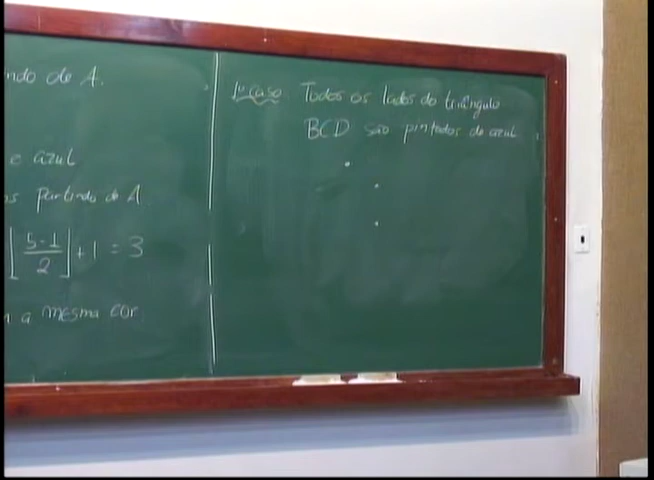 ndo de A.
e azul
os partindo de A
[5-1/2]+1=3
a mesma cor
1º caso Todos os lados do triângulo
BCD são pintados de azul